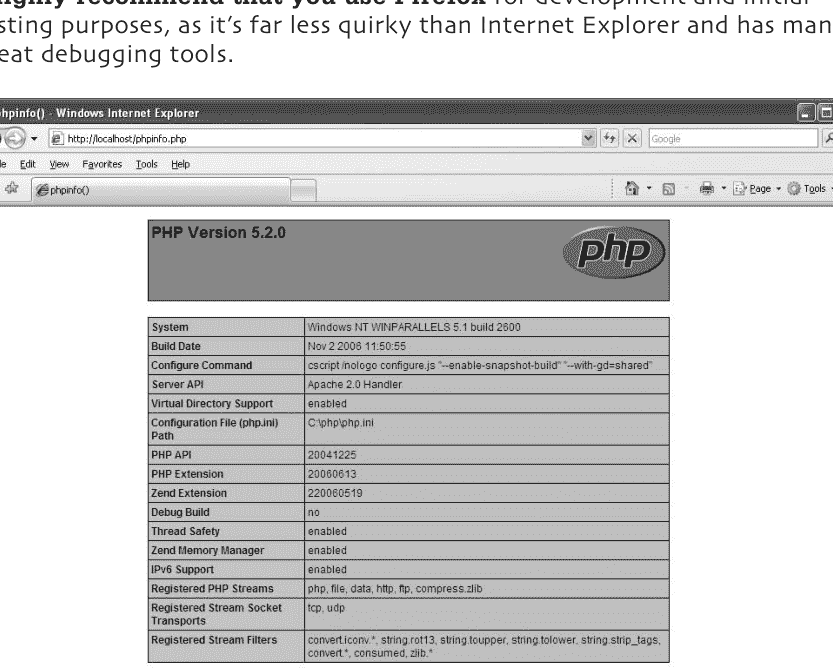 highly recommend that you use Firefox for development and initial
sting purposes, as it's far less quirky than Internet Explorer and has man
eat debugging tools.
hpinfo() - Windows Internet Explorer
http://localhost/phpinfo.php
Google
le Edit View Favorites Tools Help
phpinfo()
Page Tools
PHP Version 5.2.0
php
System Windows NT WINPARALLELS 5.1 build 2600
Build Date Nov 2 2006 11:50:55
Configure Command cscript /nologo configure.js "--enable-snapshot-build" "--with-gd=shared"
Server API Apache 2.0 Handler
Virtual Directory Support enabled
Configuration File (php.ini) C:\php\php.ini
Path
PHP API 20041225
PHP Extension 20060613
Zend Extension 220060519
Debug Build no
Thread Safety enabled
Zend Memory Manager enabled
IPv6 Support enabled
Registered PHP Streams php, file, data, http, ftp, compress.zlib
Registered Stream Socket tcp, udp
Transports
Registered Stream Filters convert.iconv.*, string.rot13, string.toupper, string.tolower, string.strip_tags,
convert.*, consumed, zlib.*